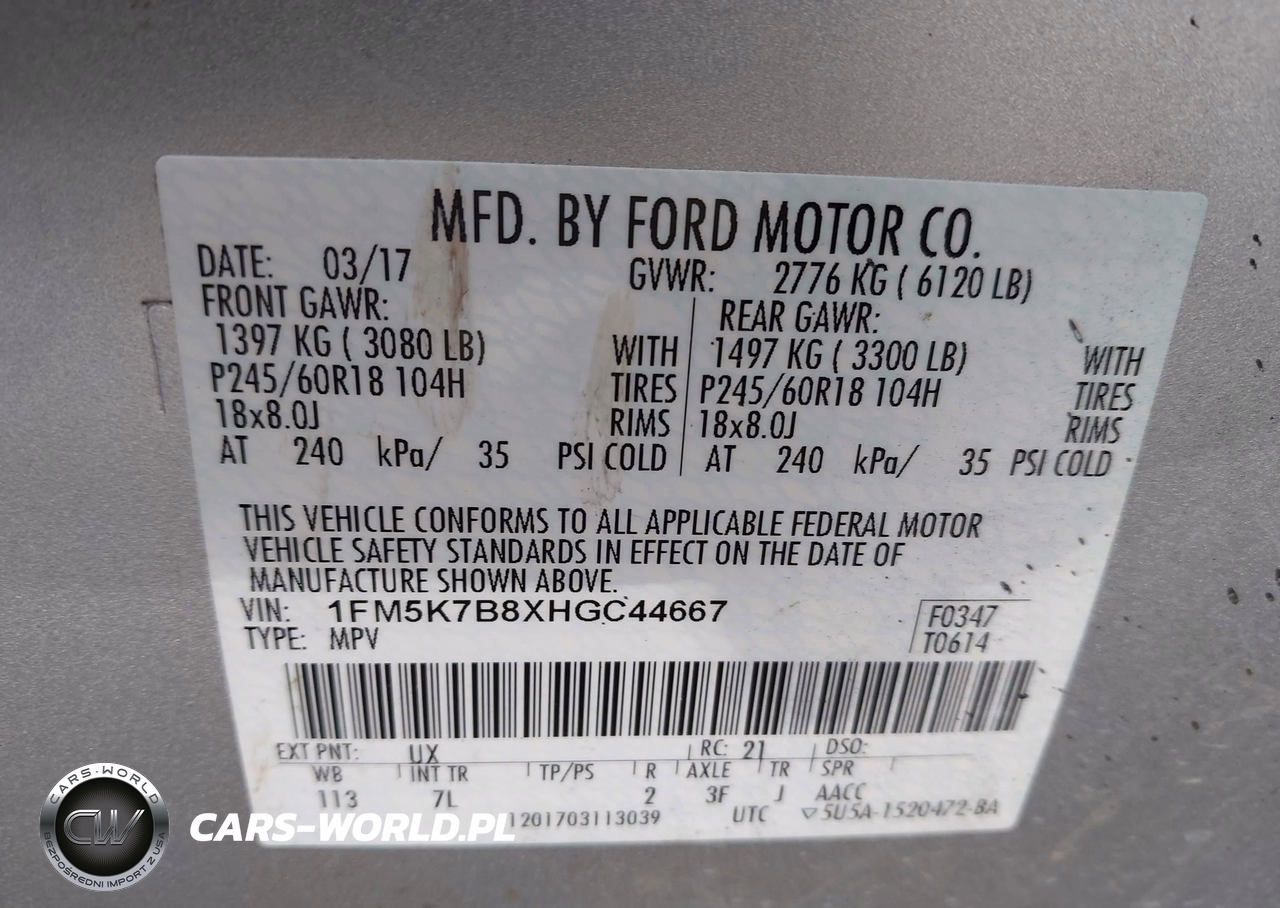 MFD. BY FORD MOTOR CO.
DATE: 03/17 GVWR: 2776 KG ( 6120 LB)
FRONT GAWR: REAR GAWR:
1397 KG ( 3080 LB) WITH 1497 KG ( 3300 LB) WITH
P245/60R18 104H TIRES P245/60R18 104H TIRES
18x8.0J RIMS 18x8.0J RIMS
AT 240 kPa/ 35 PSI COLD AT 240 kPa/ 35 PSI COLD
THIS VEHICLE CONFORMS TO ALL APPLICABLE FEDERAL MOTOR
VEHICLE SAFETY STANDARDS IN EFFECT ON THE DATE OF
MANUFACTURE SHOWN ABOVE.
VIN: 1FM5K7B8XHGC44667 F0347
TYPE: MPV T0614
EXT PNT: UX RC: 21 DSO:
WB INT TR TP/PS R AXLE TR SPR
113 7L 2 3F J AACC
1201703113039 UTC ▽5U5A-1520472-BA
CARS-WORLD.PL
CARS-WORLD
CW
BEZPOŚREDNI IMPORT Z USA